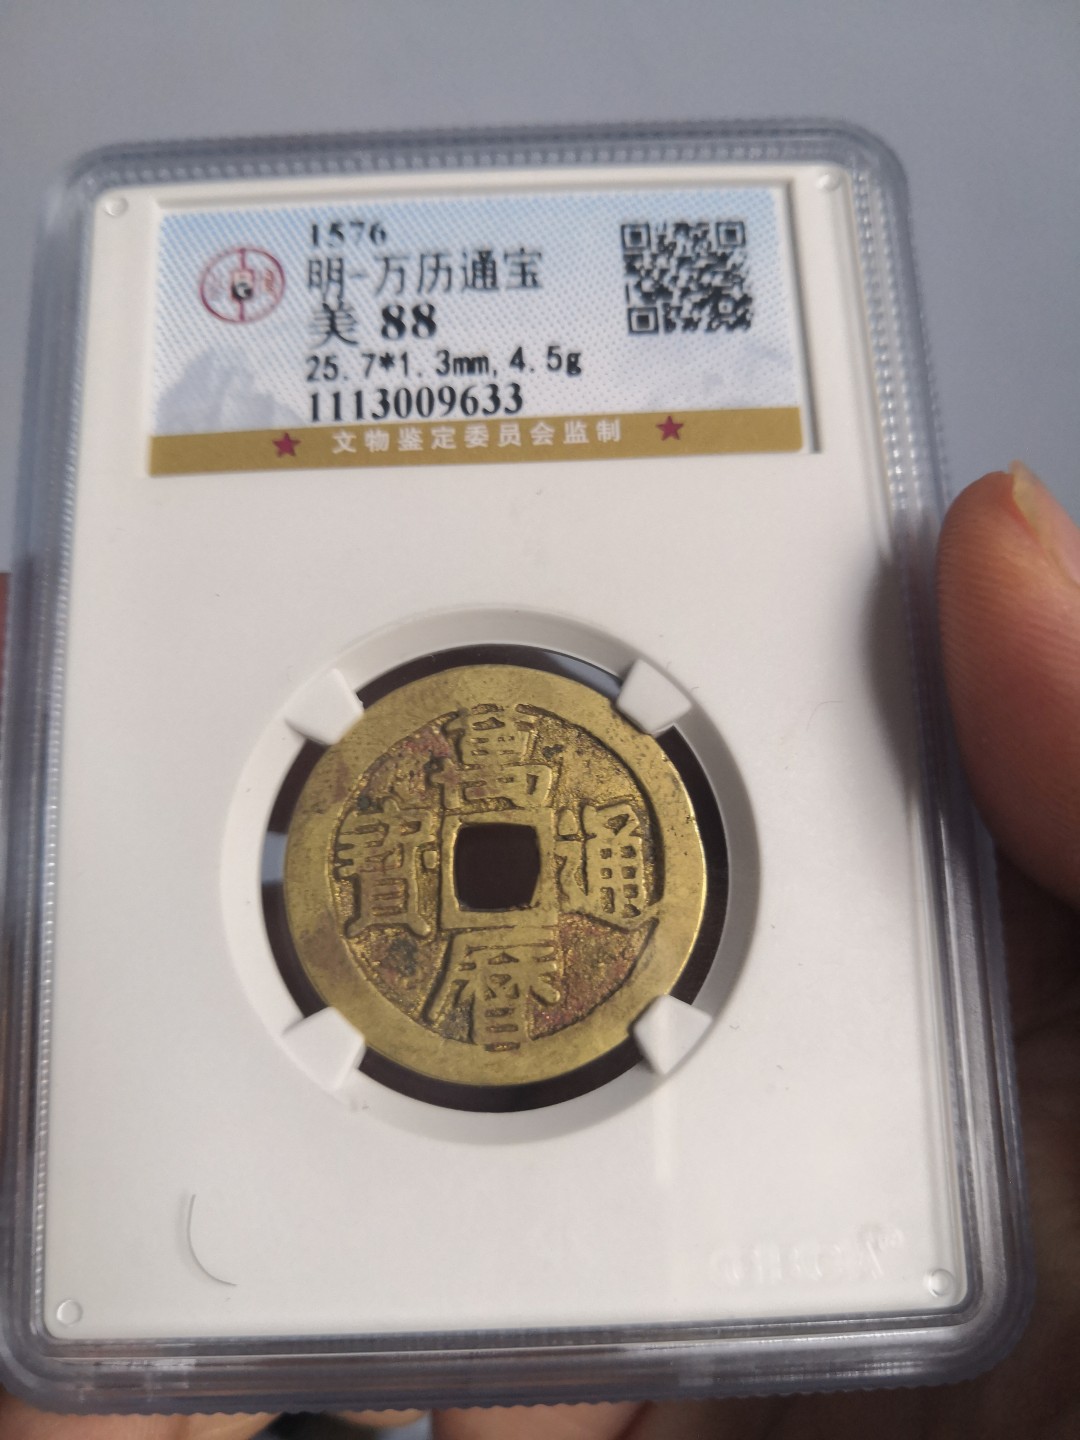 1576
明-万历通宝
美 88
25.7*1.3mm,4.5g
1113009633
★ 文物鉴定委员会监制 ★
萬
寶 通
曆